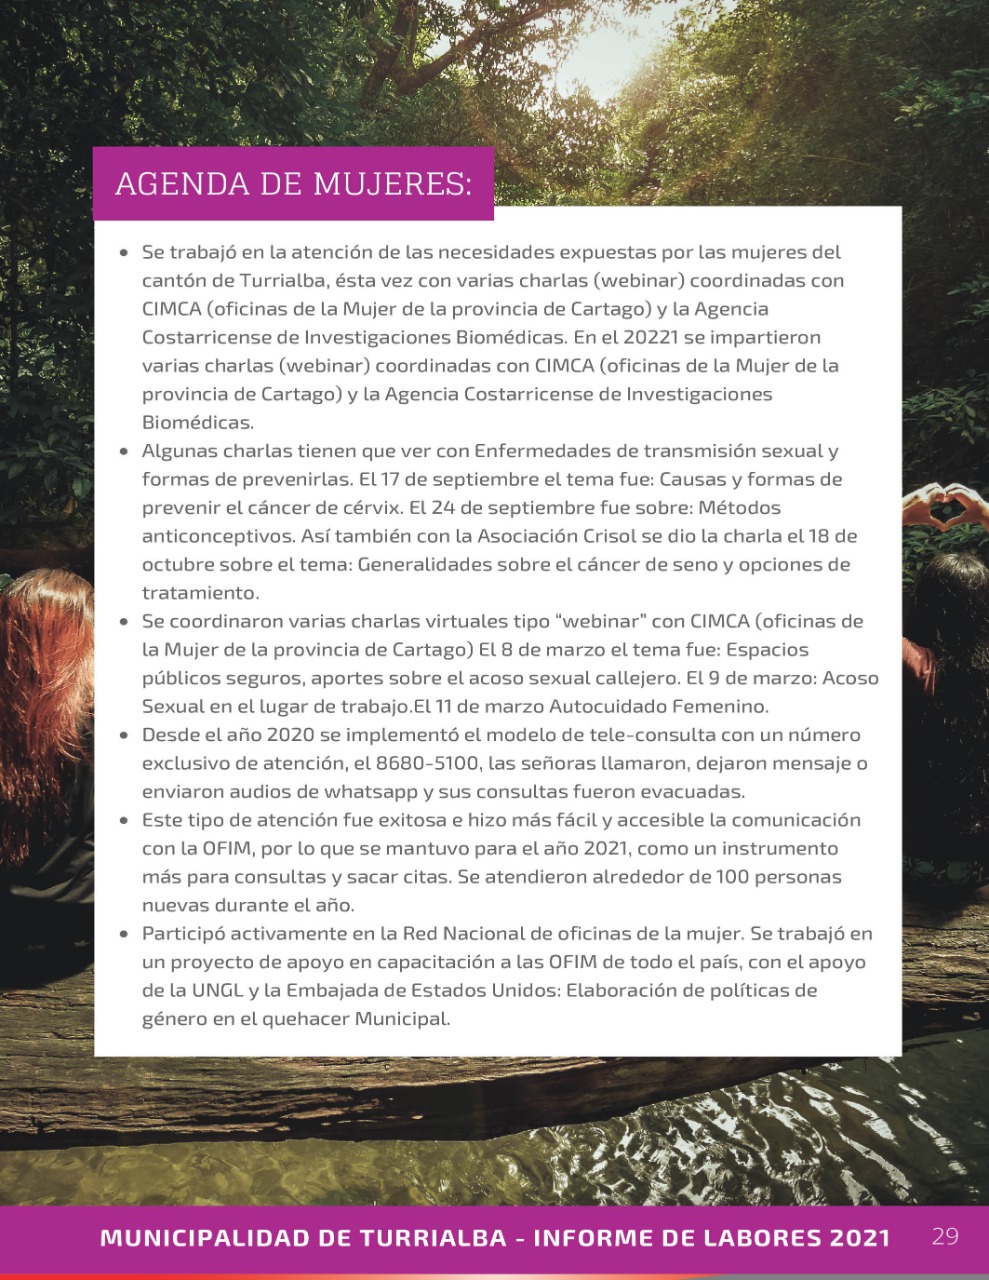 AGENDA DE MUJERES:
• Se trabajó en la atención de las necesidades expuestas por las mujeres del
cantón de Turrialba, ésta vez con varias charlas (webinar) coordinadas con
CIMCA (oficinas de la Mujer de la provincia de Cartago) y la Agencia
Costarricense de Investigaciones Biomédicas. En el 20221 se impartieron
varias charlas (webinar) coordinadas con CIMCA (oficinas de la Mujer de la
provincia de Cartago) y la Agencia Costarricense de Investigaciones
Biomédicas.
• Algunas charlas tienen que ver con Enfermedades de transmisión sexual y
formas de prevenirlas. El 17 de septiembre el tema fue: Causas y formas de
prevenir el cáncer de cérvix. El 24 de septiembre fue sobre: Métodos
anticonceptivos. Así también con la Asociación Crisol se dio la charla el 18 de
octubre sobre el tema: Generalidades sobre el cáncer de seno y opciones de
tratamiento.
• Se coordinaron varias charlas virtuales tipo “webinar” con CIMCA (oficinas de
la Mujer de la provincia de Cartago) El 8 de marzo el tema fue: Espacios
públicos seguros, aportes sobre el acoso sexual callejero. El 9 de marzo: Acoso
Sexual en el lugar de trabajo.El 11 de marzo Autocuidado Femenino.
• Desde el año 2020 se implementó el modelo de tele-consulta con un número
exclusivo de atención, el 8680-5100, las señoras llamaron, dejaron mensaje o
enviaron audios de whatsapp y sus consultas fueron evacuadas.
• Este tipo de atención fue exitosa e hizo más fácil y accesible la comunicación
con la OFIM, por lo que se mantuvo para el año 2021, como un instrumento
más para consultas y sacar citas. Se atendieron alrededor de 100 personas
nuevas durante el año.
• Participó activamente en la Red Nacional de oficinas de la mujer. Se trabajó en
un proyecto de apoyo en capacitación a las OFIM de todo el país, con el apoyo
de la UNGL y la Embajada de Estados Unidos: Elaboración de políticas de
género en el quehacer Municipal.
MUNICIPALIDAD DE TURRIALBA - INFORME DE LABORES 2021 29